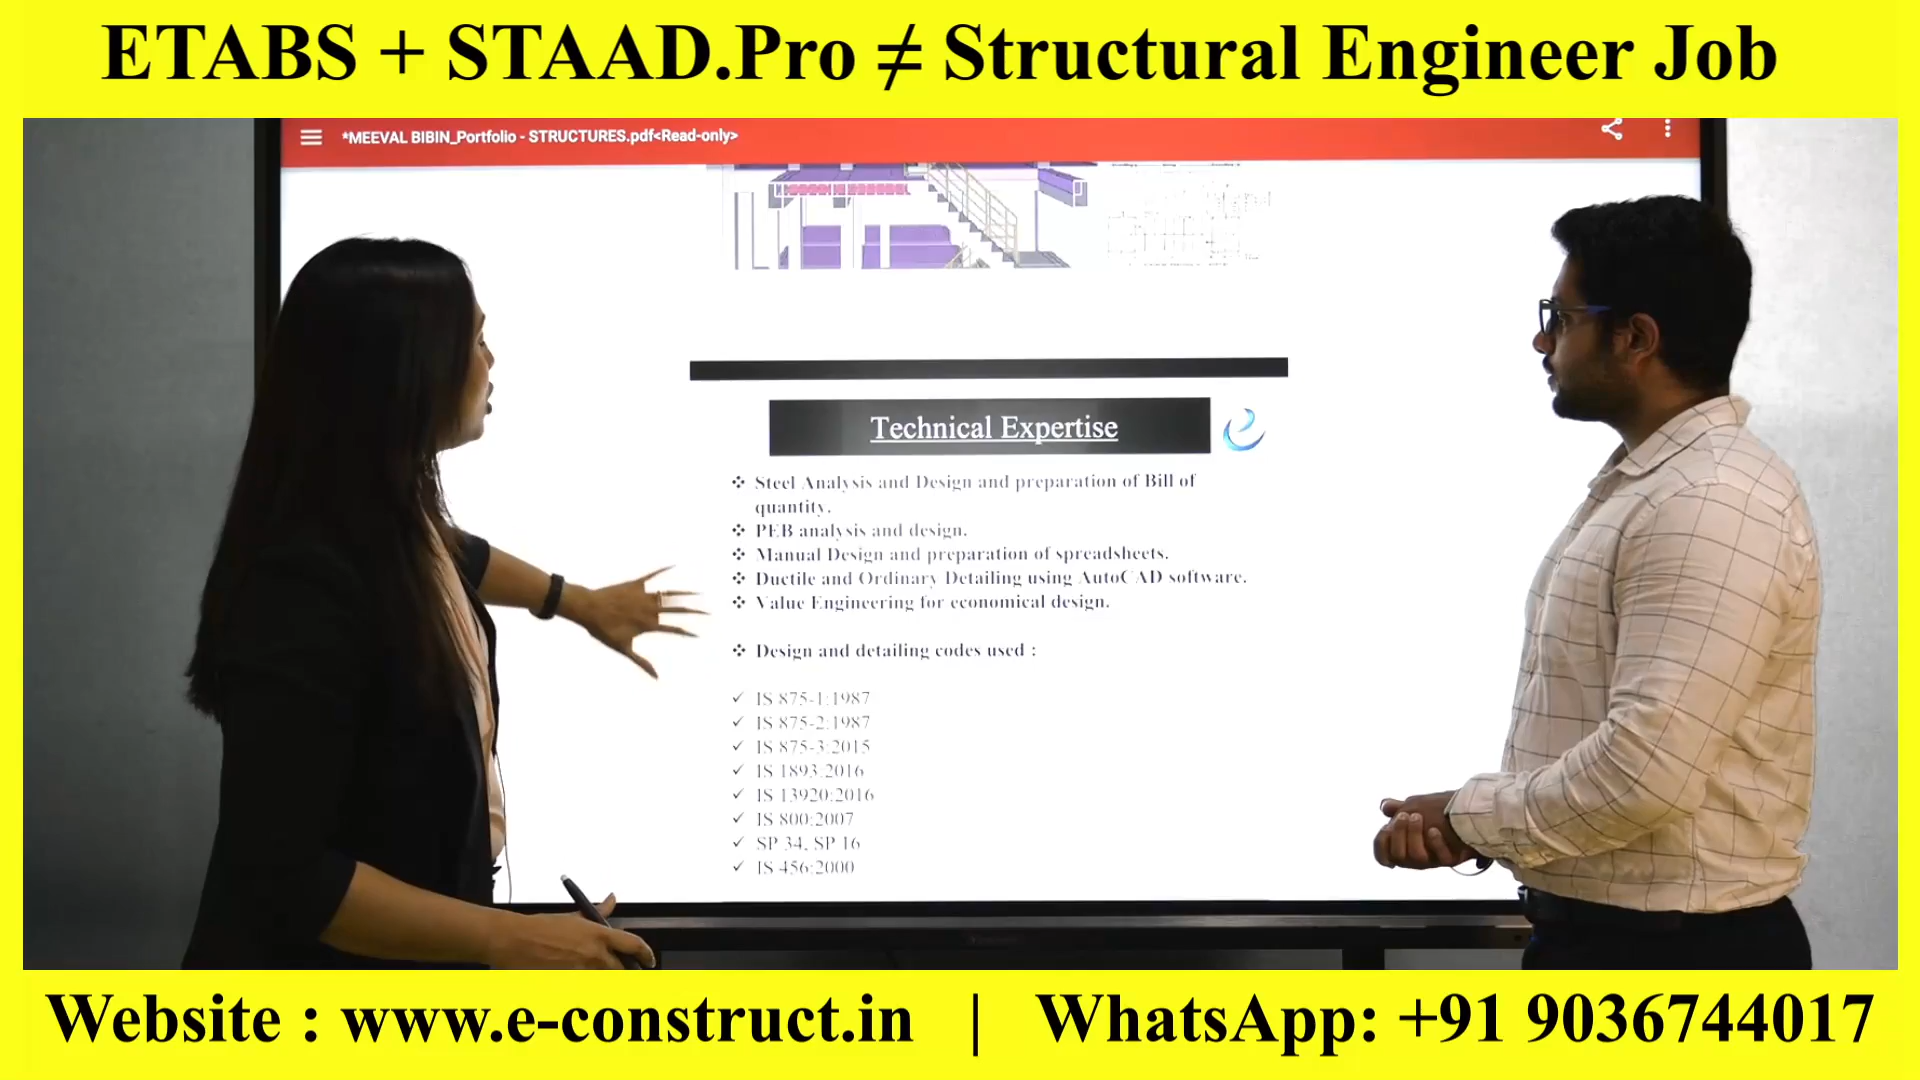 ETABS + STAAD.Pro ≠ Structural Engineer Job
*MEEVAL BIBIN_Portfolio - STRUCTURES.pdf<Read-only>
Technical Expertise
❖ Steel Analysis and Design and preparation of Bill of
quantity.
❖ PEB analysis and design.
❖ Manual Design and preparation of spreadsheets.
❖ Ductile and Ordinary Detailing using AutoCAD software.
❖ Value Engineering for economical design.
❖ Design and detailing codes used :
✓ IS 875-1:1987
✓ IS 875-2:1987
✓ IS 875-3:2015
✓ IS 1893:2016
✓ IS 13920:2016
✓ IS 800:2007
✓ SP 34, SP 16
✓ IS 456:2000
Website : www.e-construct.in | WhatsApp: +91 9036744017